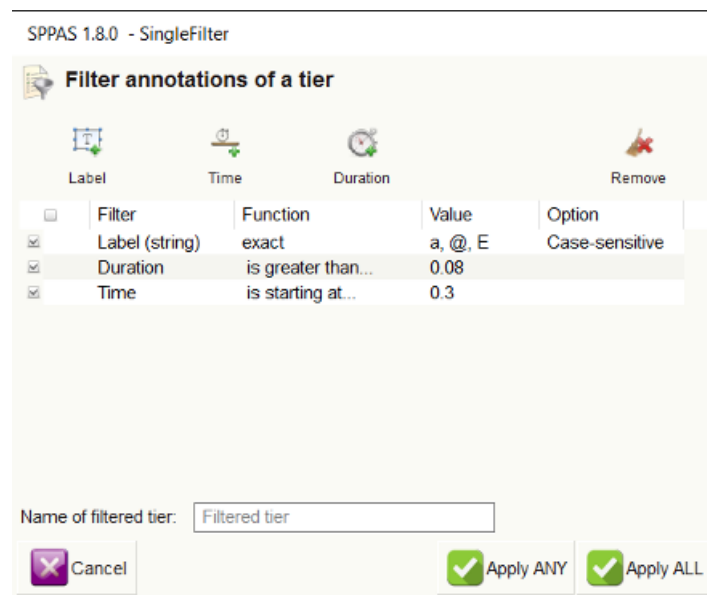 SPPAS 1.8.0 - SingleFilter
Filter annotations of a tier
Label Time Duration Remove
Filter Function Value Option
Label (string) exact a, @, E Case-sensitive
Duration is greater than... 0.08
Time is starting at... 0.3
Name of filtered tier: Filtered tier
Cancel Apply ANY Apply ALL